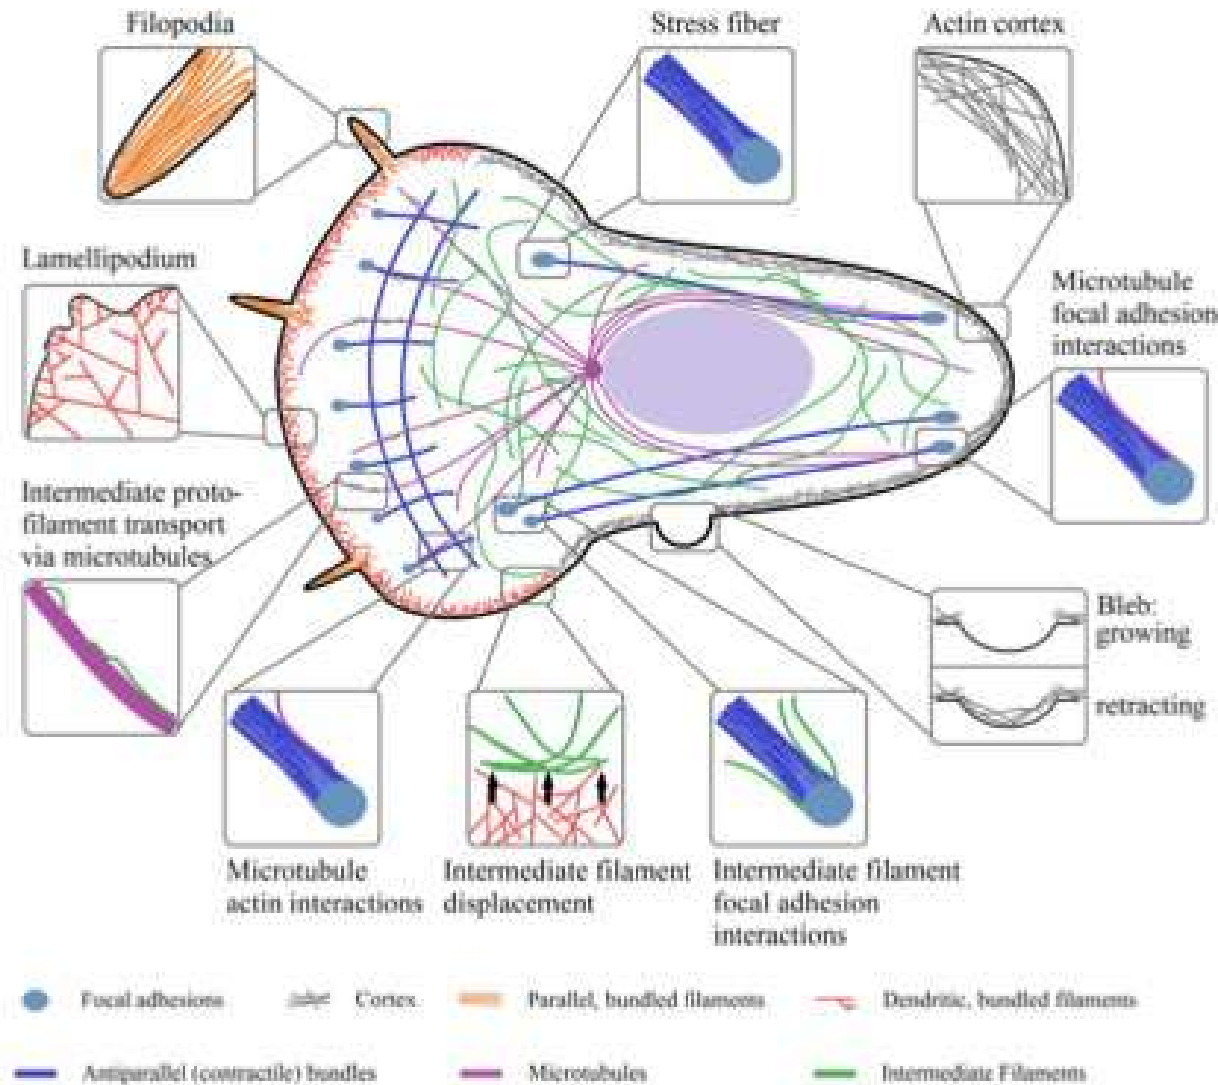 Filopodia
Stress fiber
Actin cortex
Lamellipodium
Microtubule
focal adhesion
interactions
Intermediate proto-
filament transport
via microtubules
Bleb:
growing
retracting
Microtubule
actin interactions
Intermediate filament
displacement
Intermediate filament
focal adhesion
interactions
Focal adhesions
Cortex
Parallel, bundled filaments
Dendritic, bundled filaments
Antiparallel (contractile) bundles
Microtubules
Intermediate Filaments